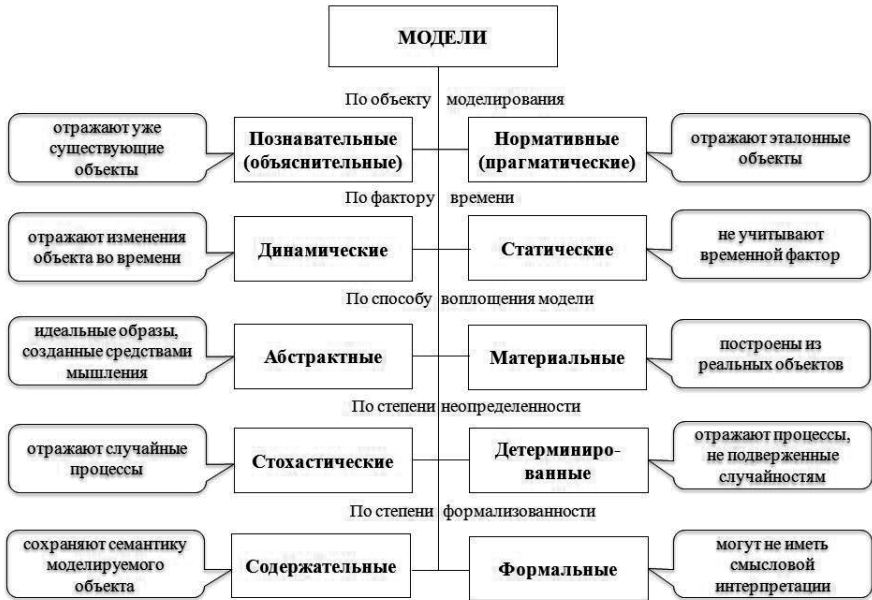 МОДЕЛИ
По объекту моделирования
отражают уже
существующие
объекты
Познавательные
(объяснительные)
Нормативные
(прагматические)
отражают эталонные
объекты
По фактору времени
отражают изменения
объекта во времени
Динамические
Статические
не учитывают
временной фактор
По способу воплощения модели
идеальные образы,
созданные средствами
мышления
Абстрактные
Материальные
построены из
реальных объектов
По степени неопределенности
отражают случайные
процессы
Стохастические
Детерминиро-
ванные
отражают процессы,
не подверженные
случайностям
По степени формализованности
сохраняют семантику
моделируемого
объекта
Содержательные
Формальные
могут не иметь
смысловой
интерпретации